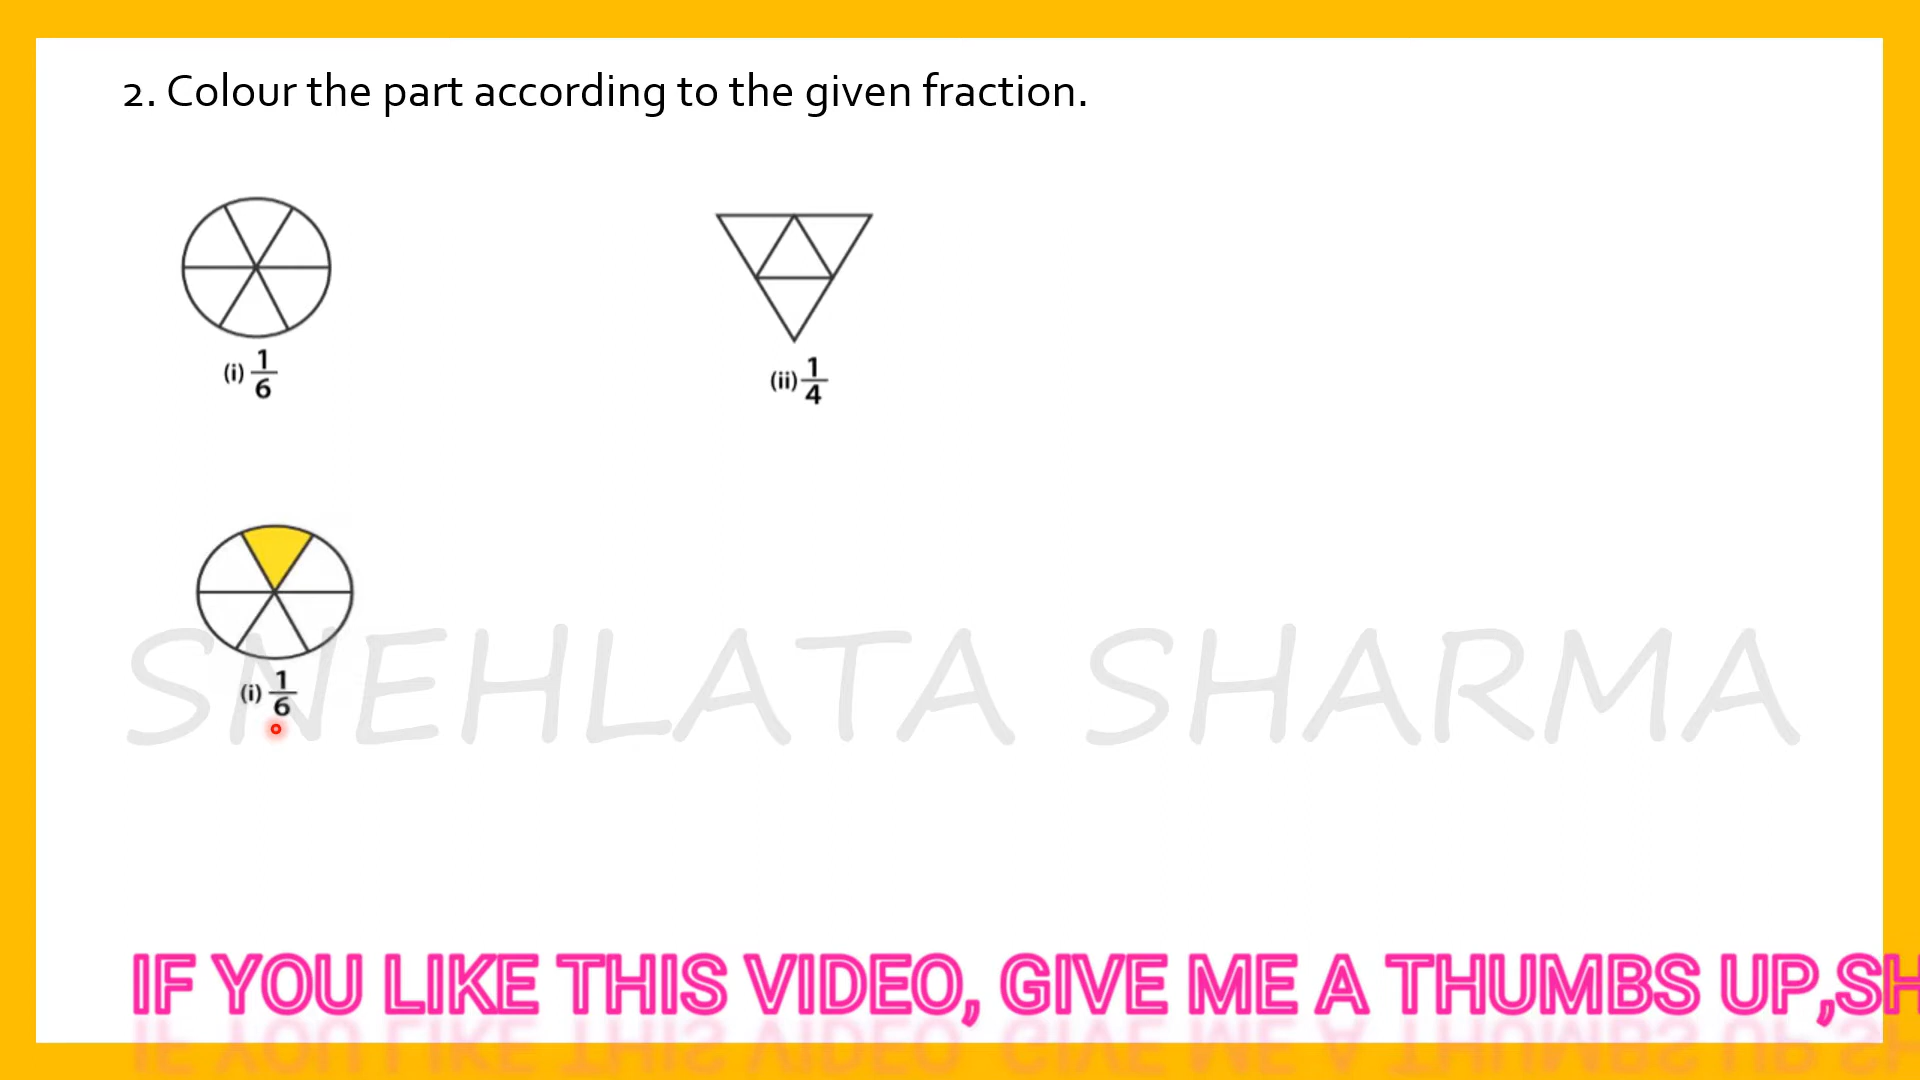 2. Colour the part according to the given fraction.
(i) 1/6
(ii) 1/4
(i) 1/6
SNEHLATA SHARMA
IF YOU LIKE THIS VIDEO, GIVE ME A THUMBS UP,SH